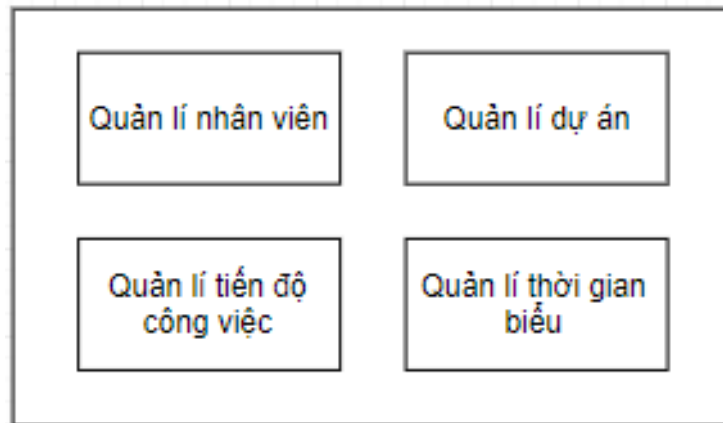 Quản lí nhân viên
Quản lí dự án
Quản lí tiến độ
công việc
Quản lí thời gian
biểu